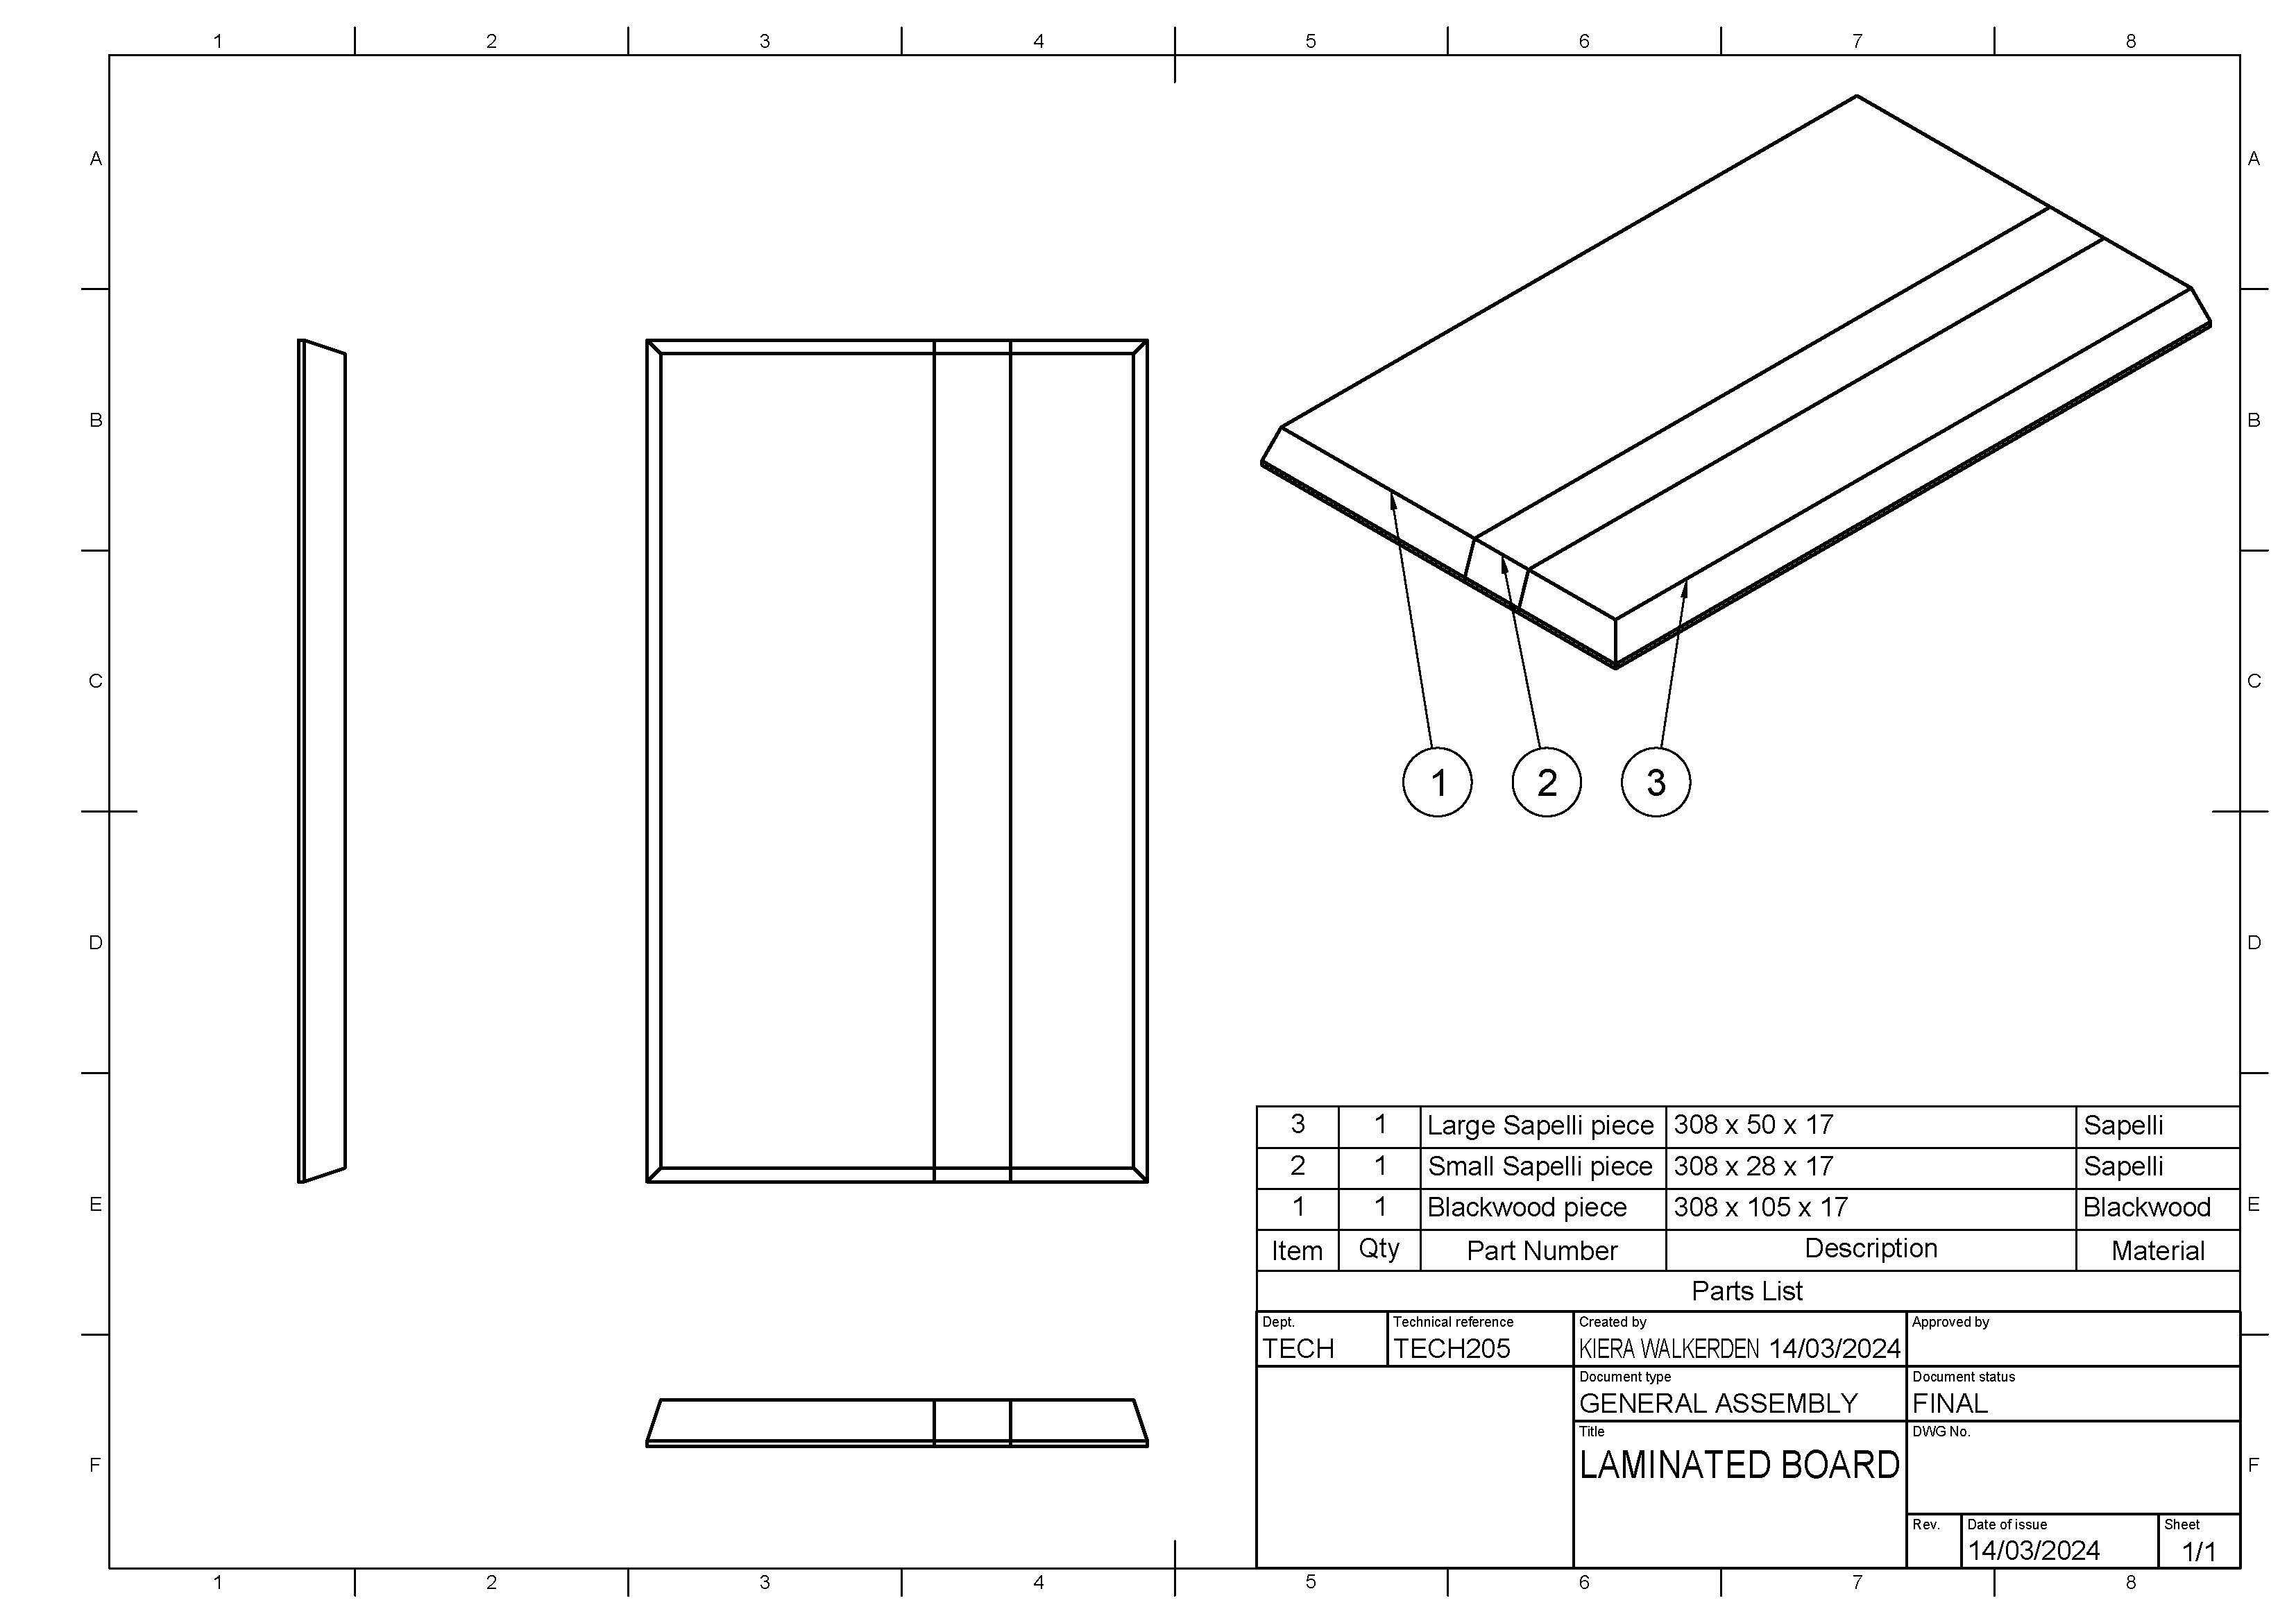 1 2 3 4 5 6 7 8
A A
B B
C C
1 2 3
D D
3 1 Large Sapelli piece 308 x 50 x 17 Sapelli
2 1 Small Sapelli piece 308 x 28 x 17 Sapelli
E 1 1 Blackwood piece 308 x 105 x 17 Blackwood E
Item Qty Part Number Description Material
Parts List
Dept. Technical reference Created by Approved by
TECH TECH205 KIERA WALKERDEN 14/03/2024
Document type Document status
GENERAL ASSEMBLY FINAL
Title DWG No.
F LAMINATED BOARD F
Rev. Date of issue Sheet
14/03/2024 1/1
1 2 3 4 5 6 7 8